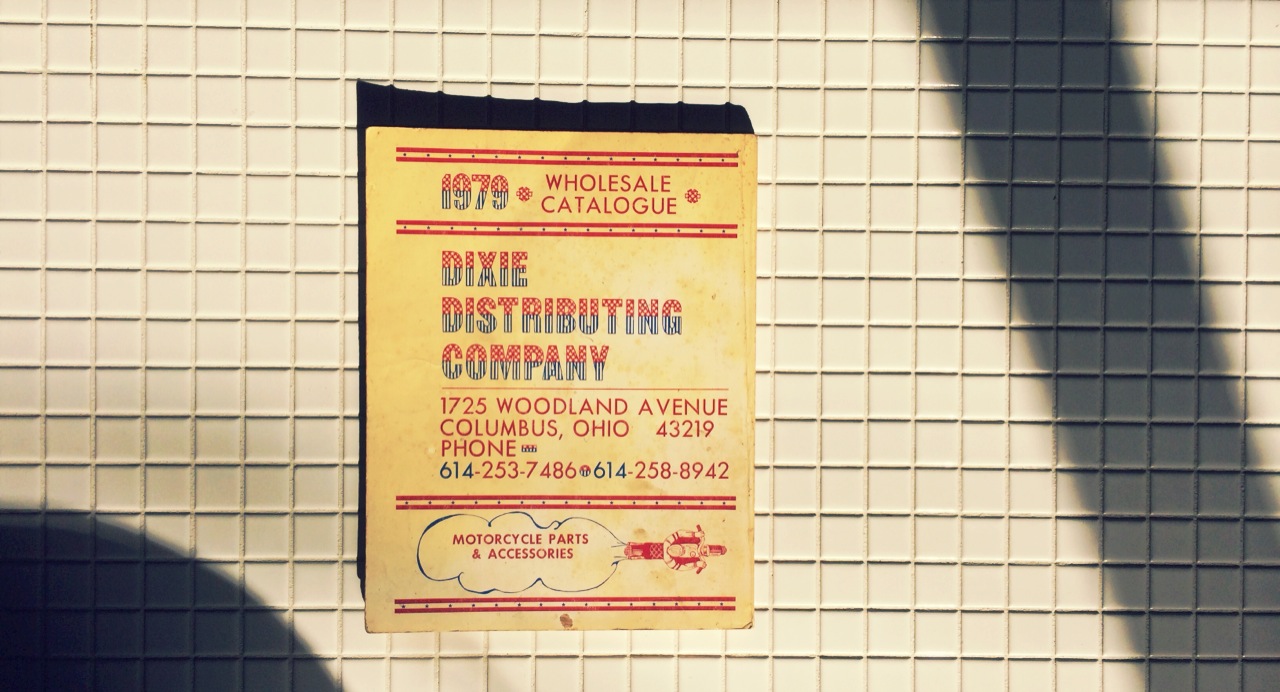 1979 WHOLESALE
CATALOGUE
DIXIE
DISTRIBUTING
COMPANY
1725 WOODLAND AVENUE
COLUMBUS, OHIO 43219
PHONE
614-253-7486 614-258-8942
MOTORCYCLE PARTS
& ACCESSORIES